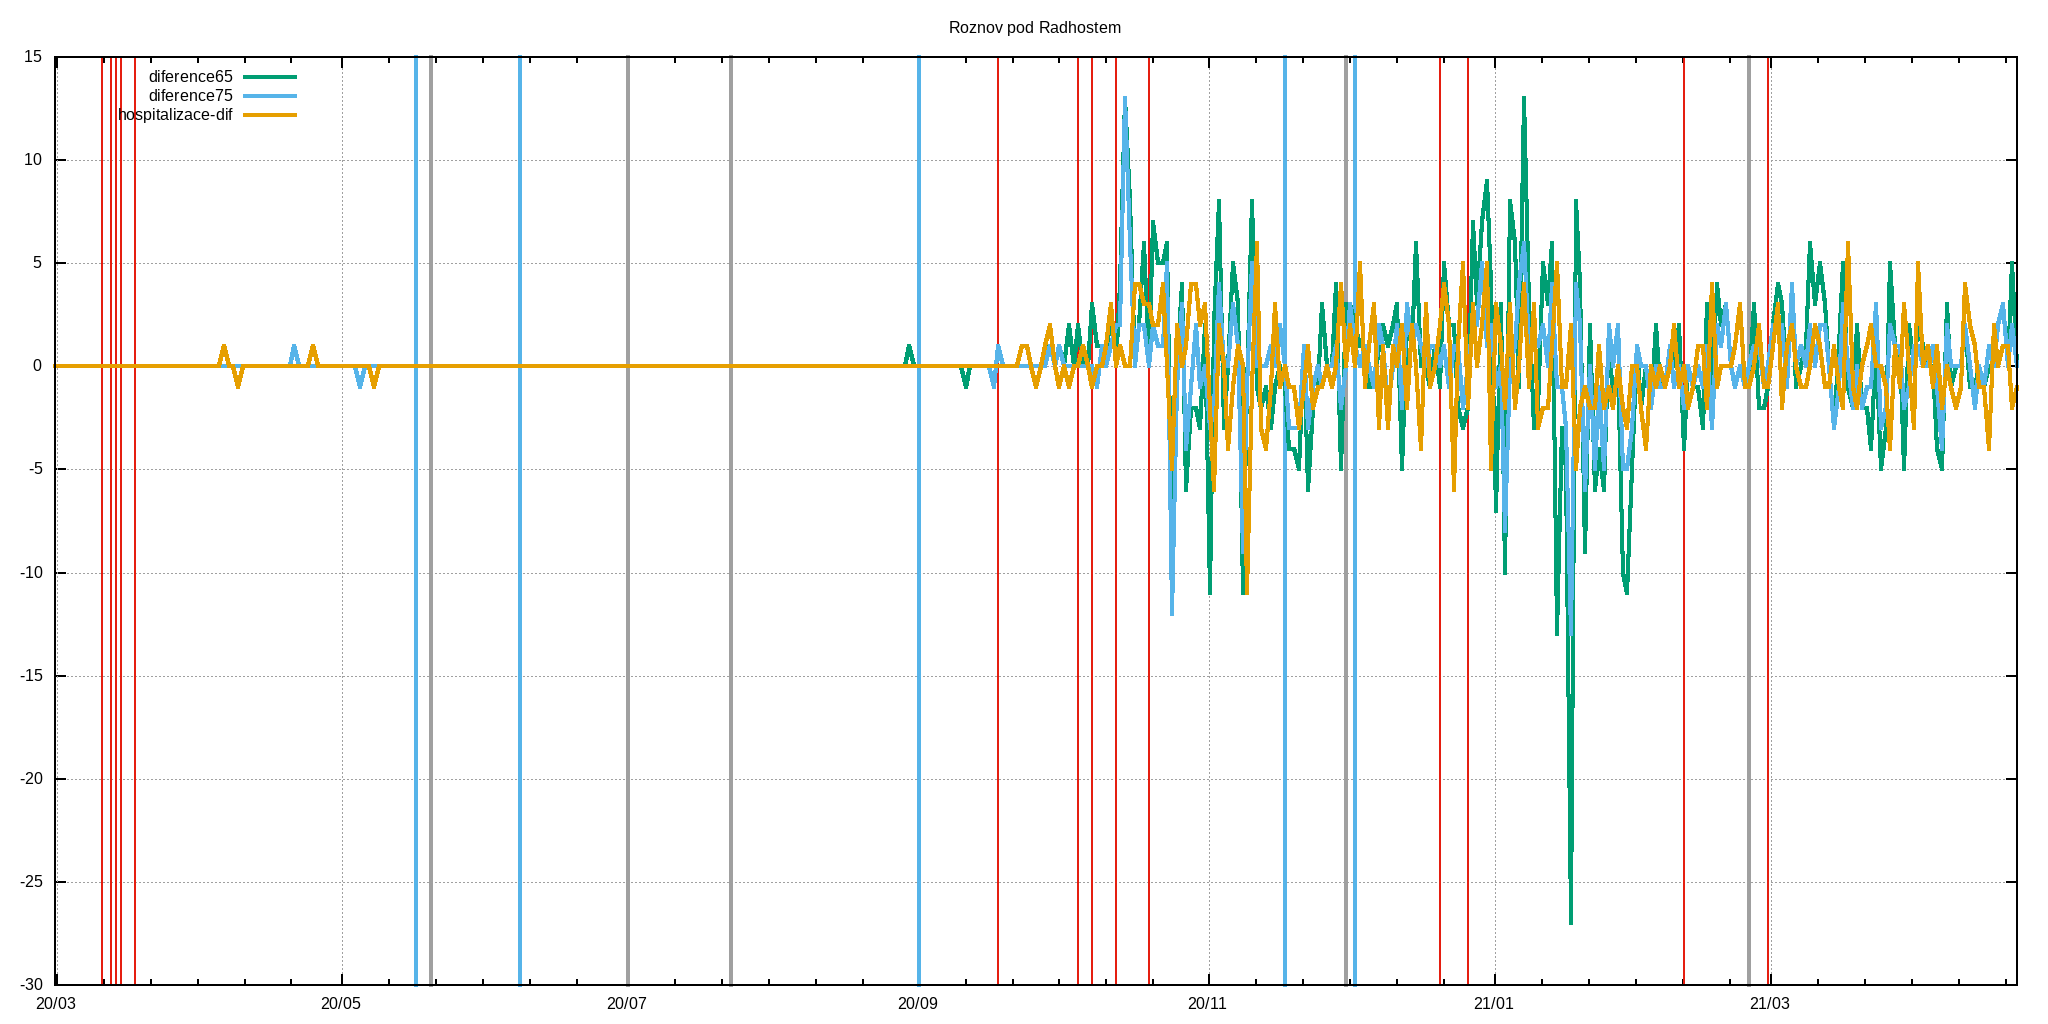 Roznov pod Radhostem
15
diference65
diference75
hospitalizace-dif
10
5
0
-5
-10
-15
-20
-25
-30
20/03 20/05 20/07 20/09 20/11 21/01 21/03